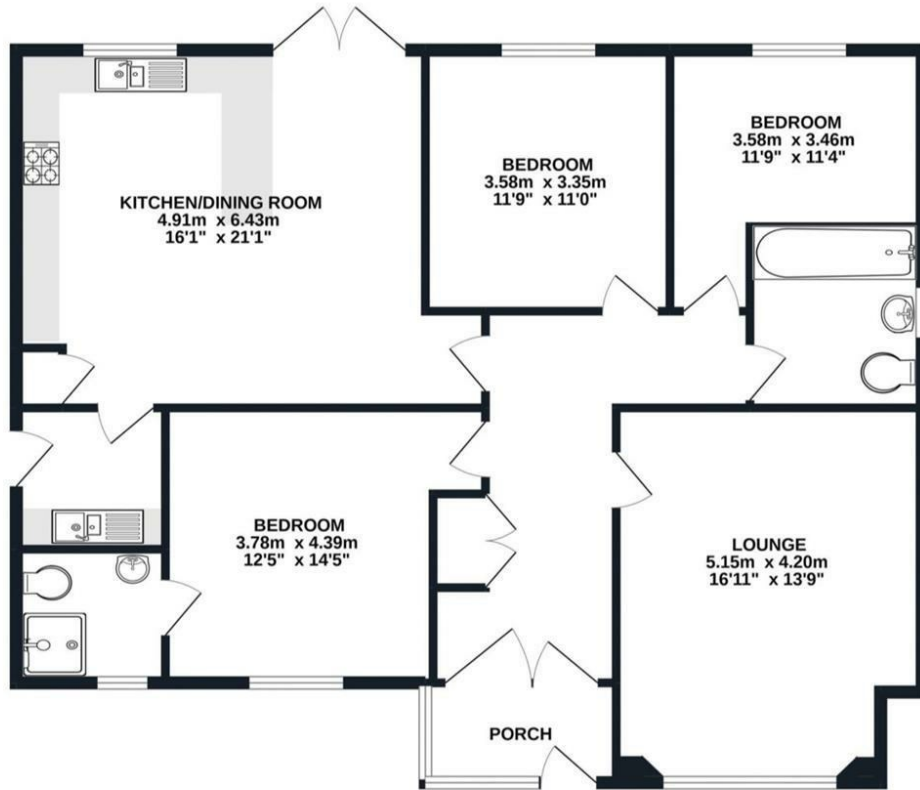 KITCHEN/DINING ROOM
4.91m x 6.43m
16'1" x 21'1"
BEDROOM
3.58m x 3.35m
11'9" x 11'0"
BEDROOM
3.58m x 3.46m
11'9" x 11'4"
BEDROOM
3.78m x 4.39m
12'5" x 14'5"
LOUNGE
5.15m x 4.20m
16'11" x 13'9"
PORCH